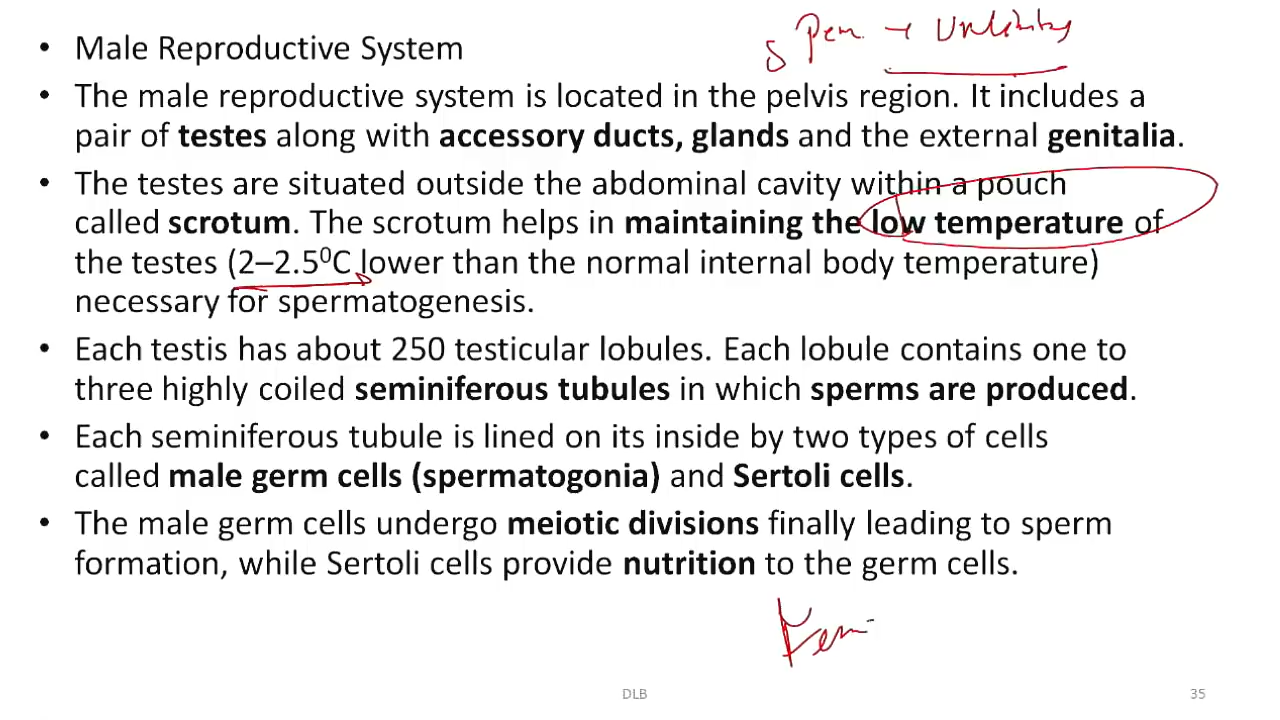 • Male Reproductive System
• The male reproductive system is located in the pelvis region. It includes a
pair of testes along with accessory ducts, glands and the external genitalia.
• The testes are situated outside the abdominal cavity within a pouch
called scrotum. The scrotum helps in maintaining the low temperature of
the testes (2–2.5⁰C lower than the normal internal body temperature)
necessary for spermatogenesis.
• Each testis has about 250 testicular lobules. Each lobule contains one to
three highly coiled seminiferous tubules in which sperms are produced.
• Each seminiferous tubule is lined on its inside by two types of cells
called male germ cells (spermatogonia) and Sertoli cells.
• The male germ cells undergo meiotic divisions finally leading to sperm
formation, while Sertoli cells provide nutrition to the germ cells.
DLB
35